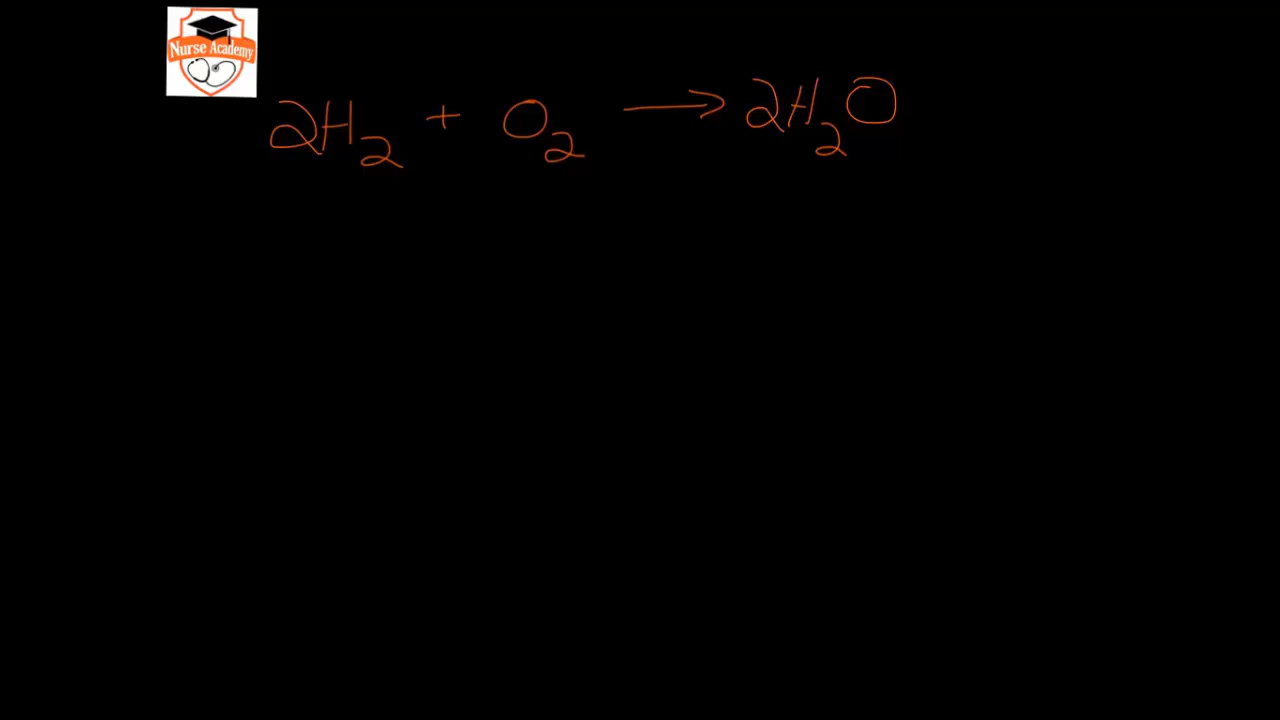 Nurse Academy
2H₂ + O₂ → 2H₂O